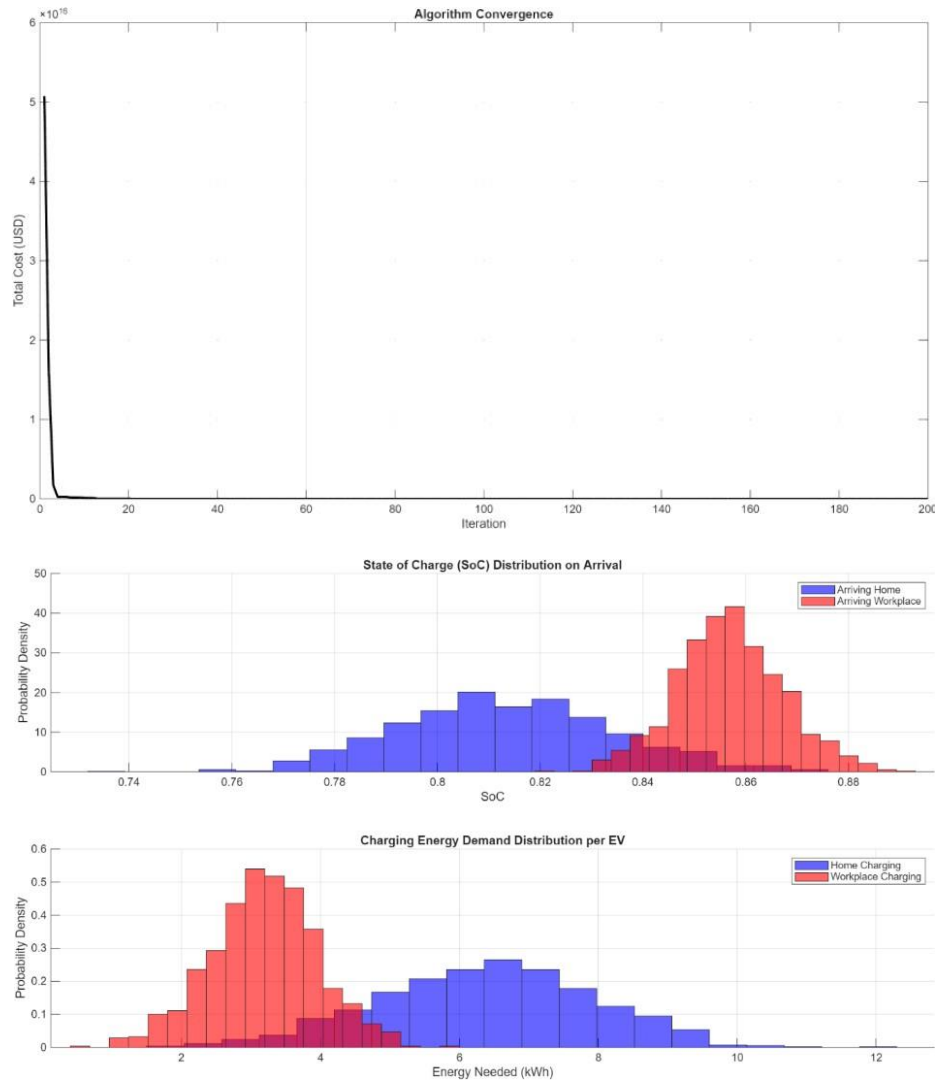 Algorithm Convergence
×10^16
6
5
4
3
2
1
0
Total Cost (USD)
0 20 40 60 80 100 120 140 160 180 200
Iteration
State of Charge (SoC) Distribution on Arrival
50
40
30
20
10
0
Probability Density
Arriving Home
Arriving Workplace
0.74 0.76 0.78 0.8 0.82 0.84 0.86 0.88
SoC
Charging Energy Demand Distribution per EV
0.6
0.5
0.4
0.3
0.2
0.1
0
Probability Density
Home Charging
Workplace Charging
2 4 6 8 10 12
Energy Needed (kWh)